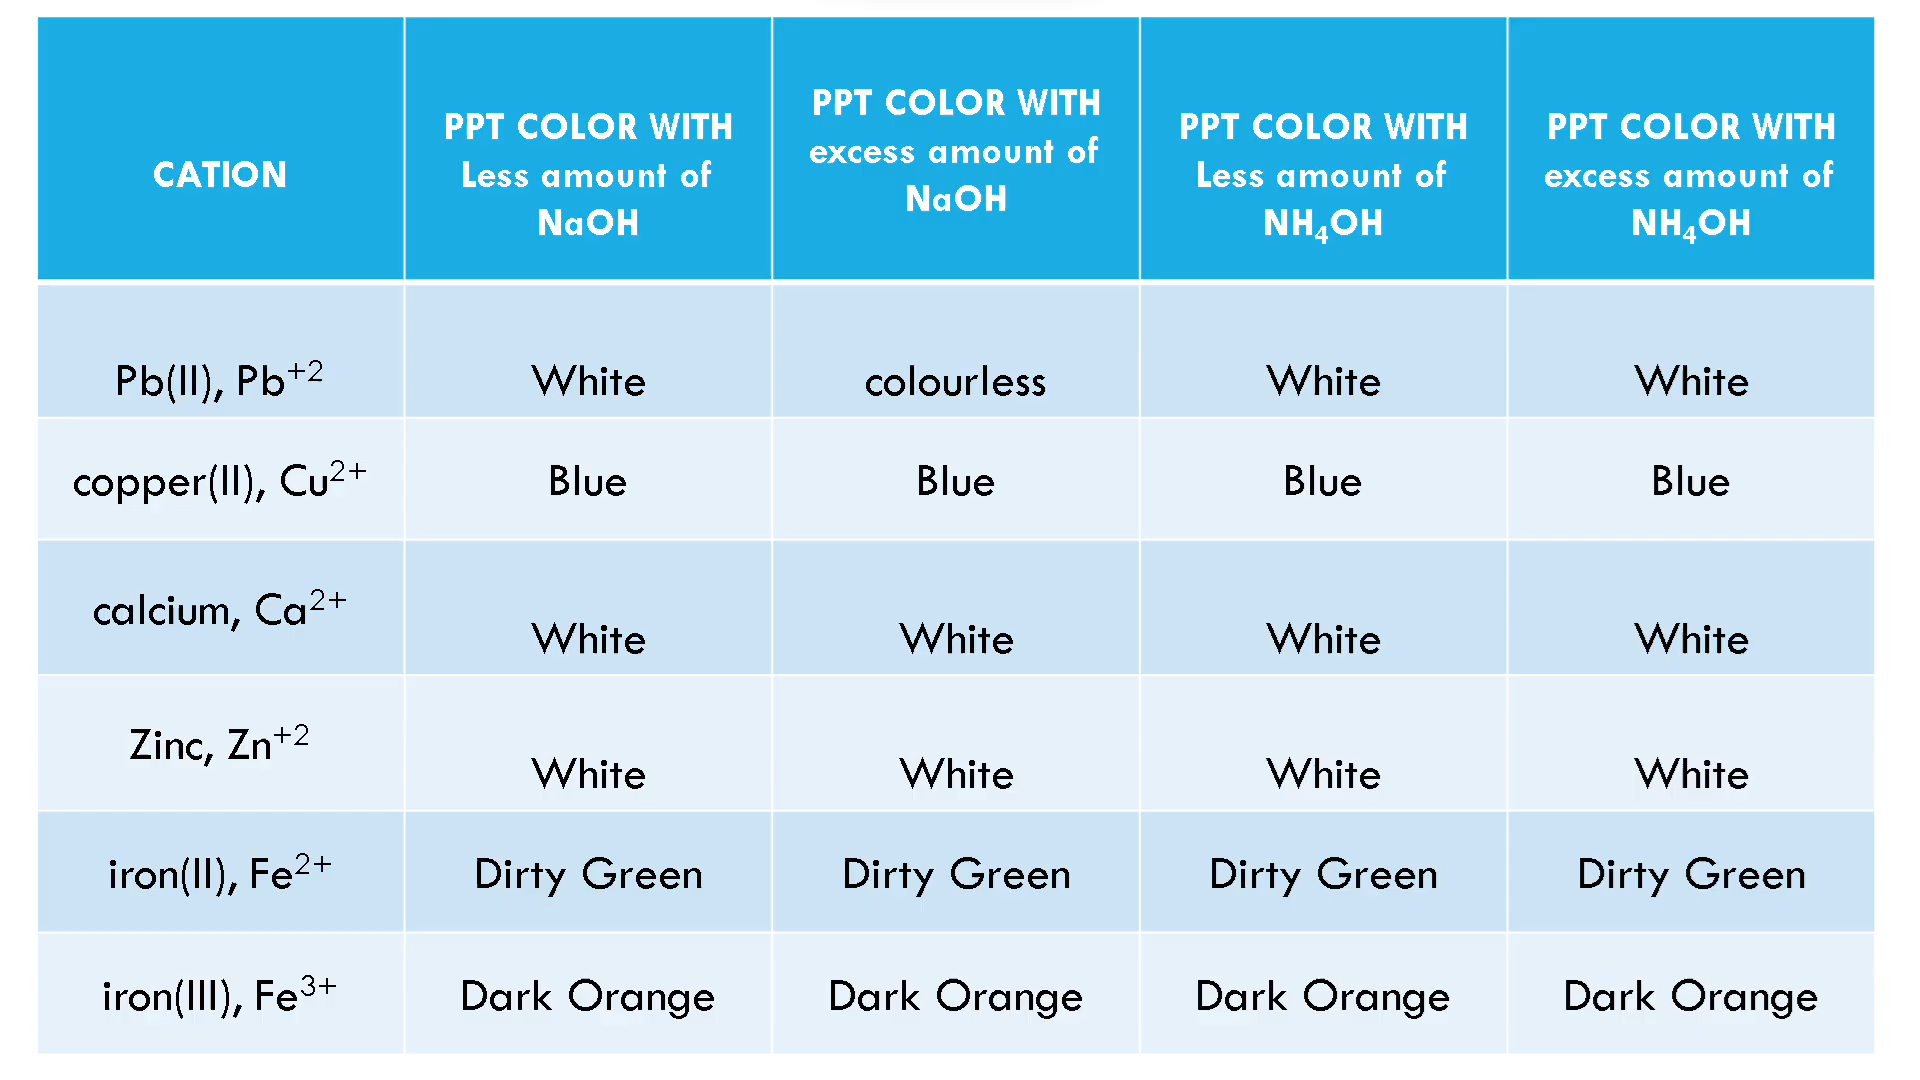 CATION
PPT COLOR WITH
Less amount of
NaOH
PPT COLOR WITH
excess amount of
NaOH
PPT COLOR WITH
Less amount of
NH₄OH
PPT COLOR WITH
excess amount of
NH₄OH
Pb(II), Pb⁺² White colourless White White
copper(II), Cu²⁺ Blue Blue Blue Blue
calcium, Ca²⁺ White White White White
Zinc, Zn⁺² White White White White
iron(II), Fe²⁺ Dirty Green Dirty Green Dirty Green Dirty Green
iron(III), Fe³⁺ Dark Orange Dark Orange Dark Orange Dark Orange